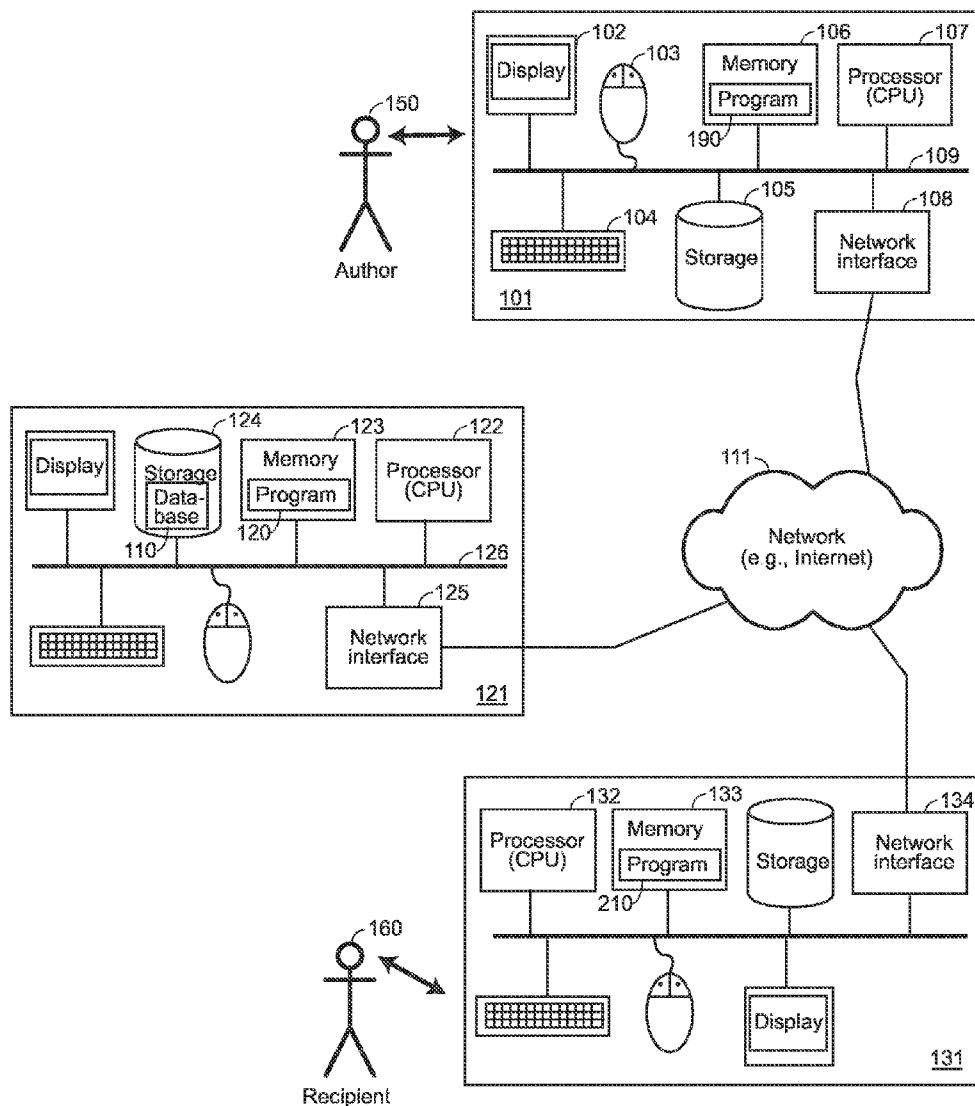 102
Display
103
106
Memory
Program
190
107
Processor
(CPU)
109
150
Author
104
105
Storage
108
Network
interface
101
124
Display
Storage
Data-
base
110
123
Memory
Program
120
122
Processor
(CPU)
126
125
Network
interface
121
111
Network
(e.g., Internet)
132
Processor
(CPU)
133
Memory
Program
210
Storage
134
Network
interface
160
Recipient
Display
131